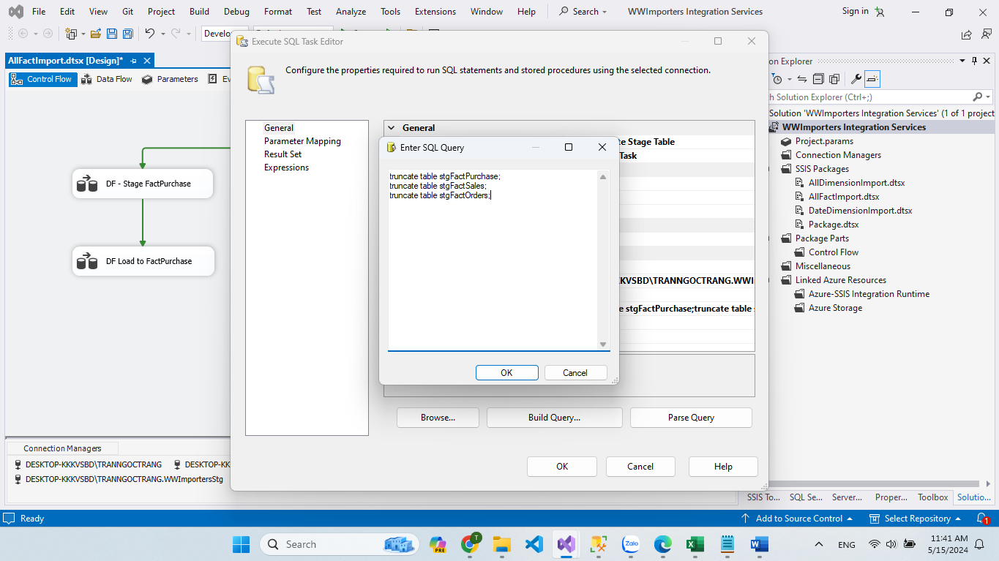 File Edit View Git Project Build Debug Format Test Analyze Tools Extensions Window Help Search WWImporters Integration Services Sign in
Execute SQL Task Editor
AllFactImport.dtsx [Design]*
Control Flow Data Flow Parameters
DF - Stage FactPurchase
DF Load to FactPurchase
Configure the properties required to run SQL statements and stored procedures using the selected connection.
General
Parameter Mapping
Result Set
Expressions
General
Stage Table
Task
KKVSBD\TRANNGOCTRANG.WWI
stgFactPurchase;truncate table
Enter SQL Query
truncate table stgFactPurchase;
truncate table stgFactSales;
truncate table stgFactOrders;
OK Cancel
Browse... Build Query... Parse Query
OK Cancel Help
Connection Managers
DESKTOP-KKKVSBD\TRANNGOCTRANG DESKTOP-KK
DESKTOP-KKKVSBD\TRANNGOCTRANG.WWImportersStg
on Explorer
h Solution Explorer (Ctrl+;)
Solution 'WWImporters Integration Services' (1 of 1 project
WWImporters Integration Services
Project.params
Connection Managers
SSIS Packages
AllDimensionImport.dtsx
AllFactImport.dtsx
DateDimensionImport.dtsx
Package.dtsx
Package Parts
Control Flow
Miscellaneous
Linked Azure Resources
Azure-SSIS Integration Runtime
Azure Storage
SSIS To... SQL Se... Server... Proper... Toolbox Solutio...
Ready Add to Source Control Select Repository 1
Search PRE T Zalo ENG 11:41 AM
5/15/2024